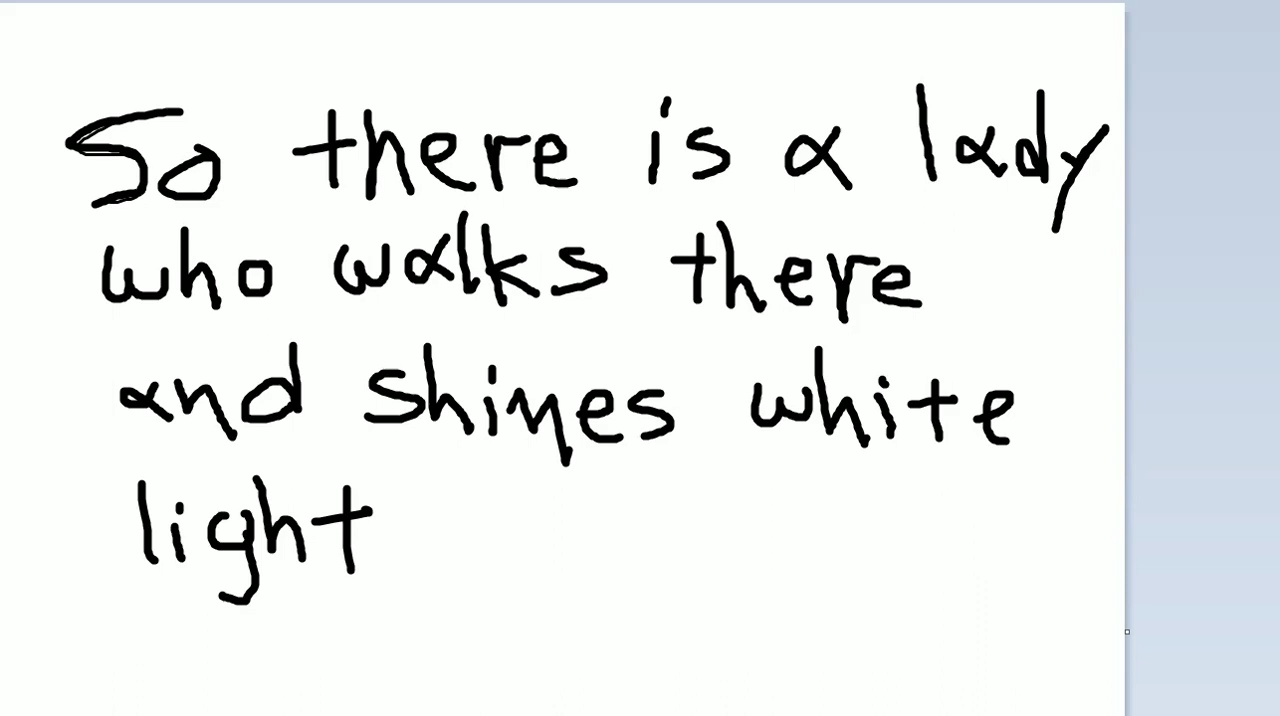 So there is a lady
who walks there
and shines white
light